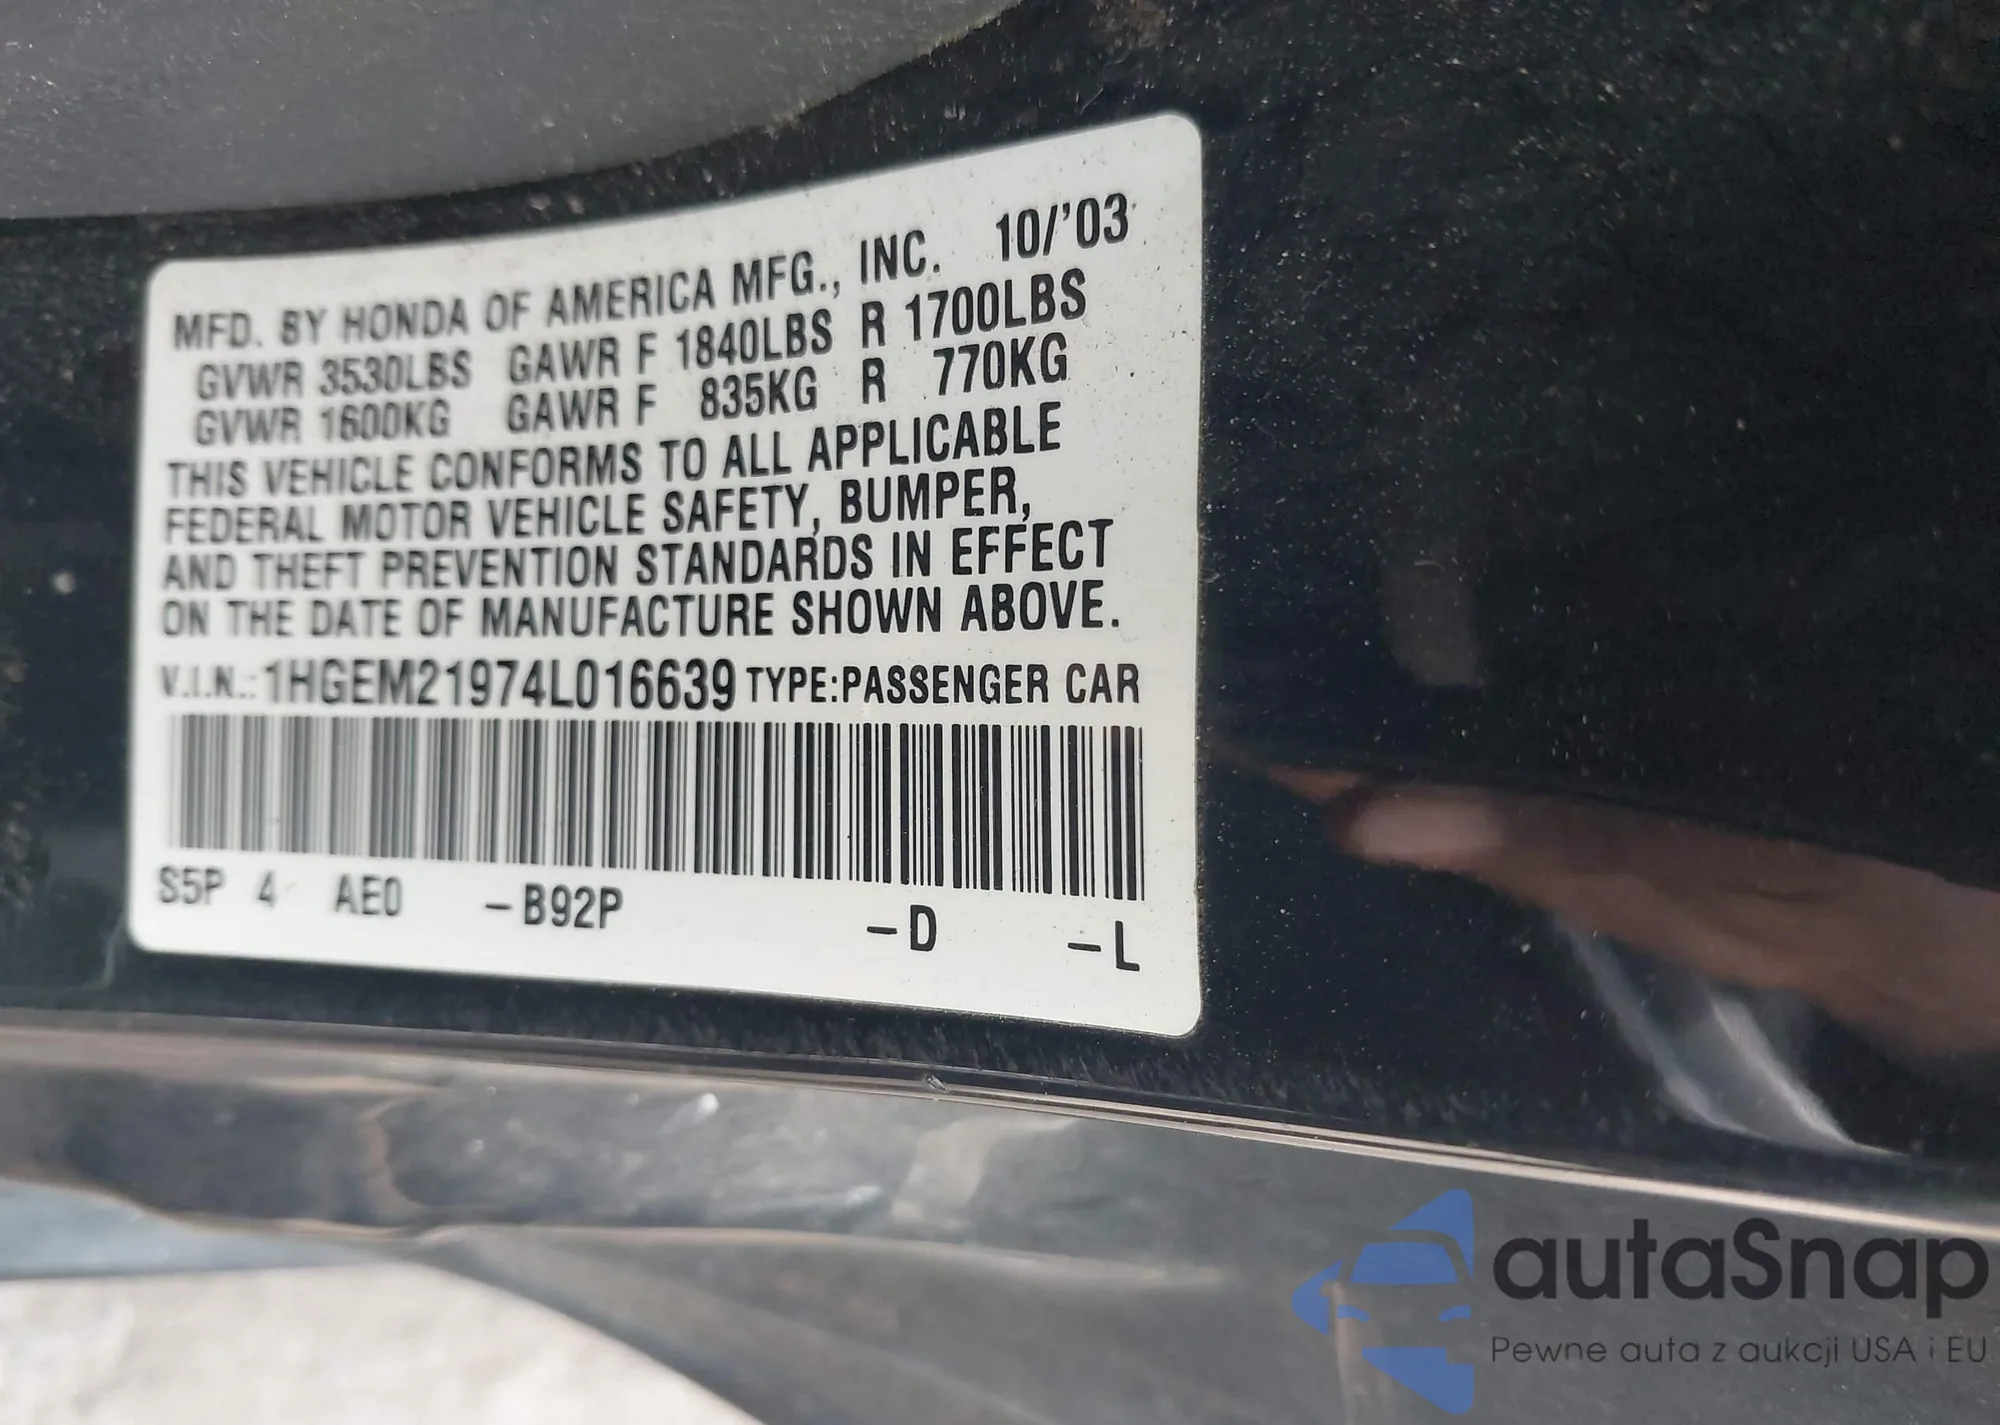 MFD. BY HONDA OF AMERICA MFG., INC. 10/'03
GVWR 3530LBS GAWR F 1840LBS R 1700LBS
GVWR 1600KG GAWR F 835KG R 770KG
THIS VEHICLE CONFORMS TO ALL APPLICABLE
FEDERAL MOTOR VEHICLE SAFETY, BUMPER,
AND THEFT PREVENTION STANDARDS IN EFFECT
ON THE DATE OF MANUFACTURE SHOWN ABOVE.
V.I.N.: 1HGEM21974L016639 TYPE:PASSENGER CAR
S5P 4 AE0 -B92P -D -L
autaSnap
Pewne auta z aukcji USA i EU